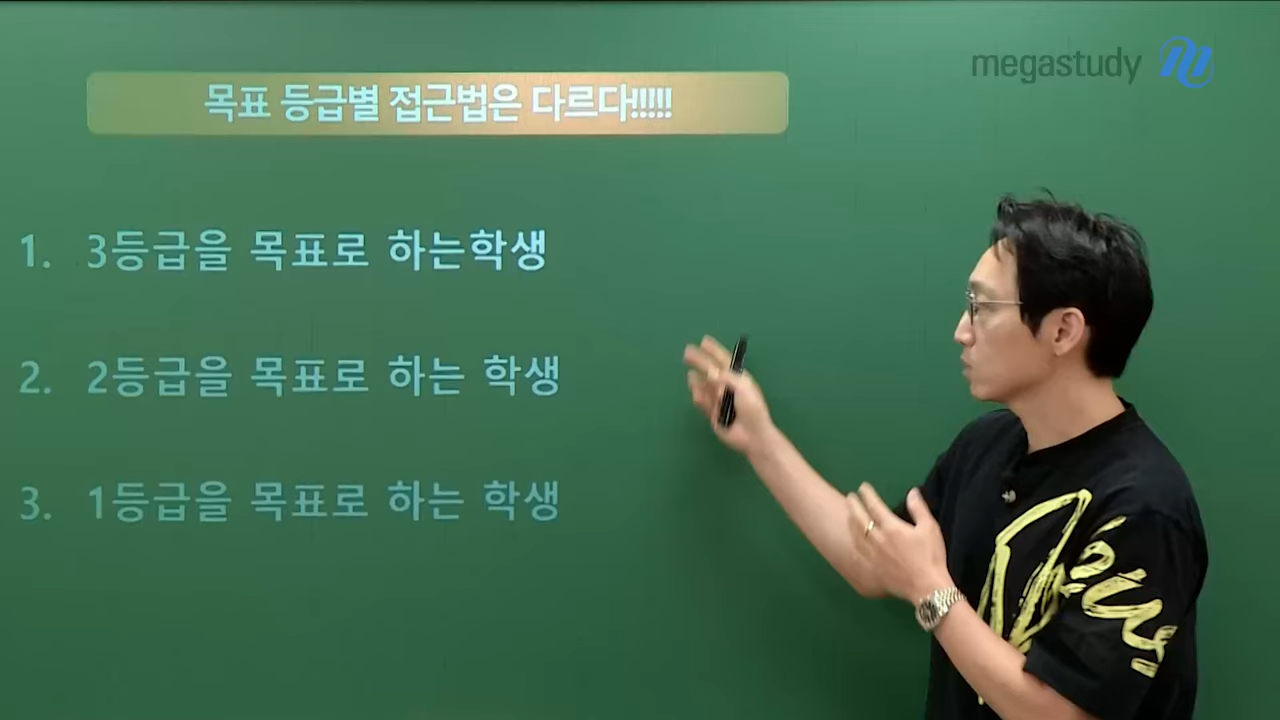 megastudy
목표 등급별 접근법은 다르다!!!!!
1. 3등급을 목표로 하는학생
2. 2등급을 목표로 하는 학생
3. 1등급을 목표로 하는 학생